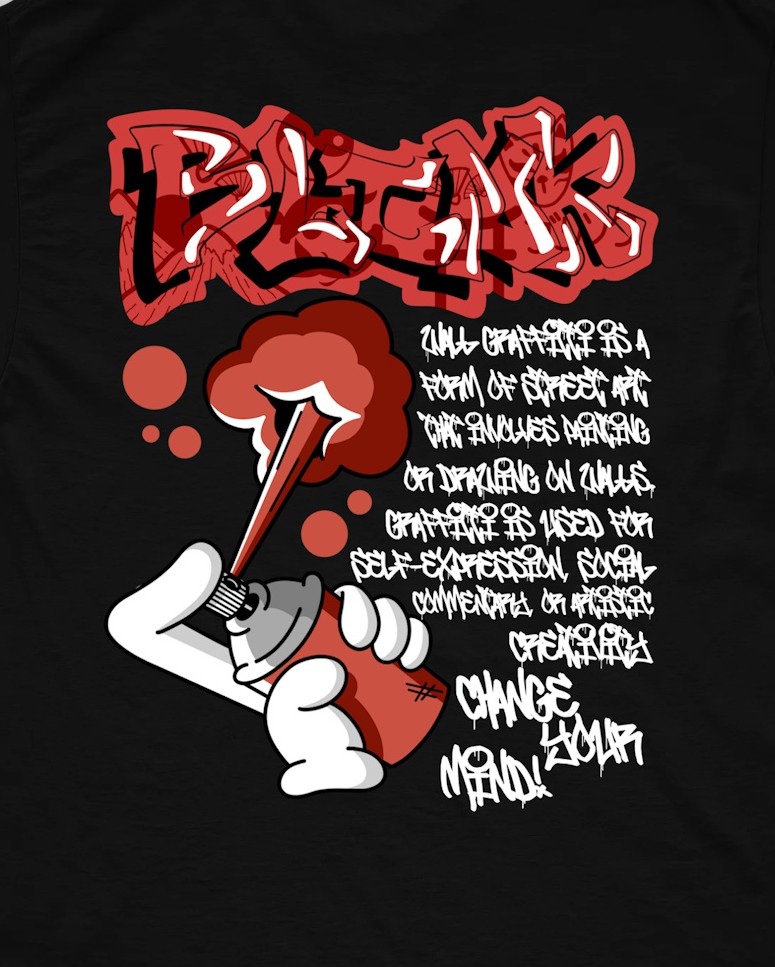 BLINK
WALL GRAFFITI IS A
FORM OF STREET ART
THAT INVOLVES PAINTING
OR DRAWING ON WALLS.
GRAFFITI IS USED FOR
SELF-EXPRESSION, SOCIAL
COMMENTARY, OR ARTISTIC
CREATIVITY
CHANGE
YOUR
MIND!
#